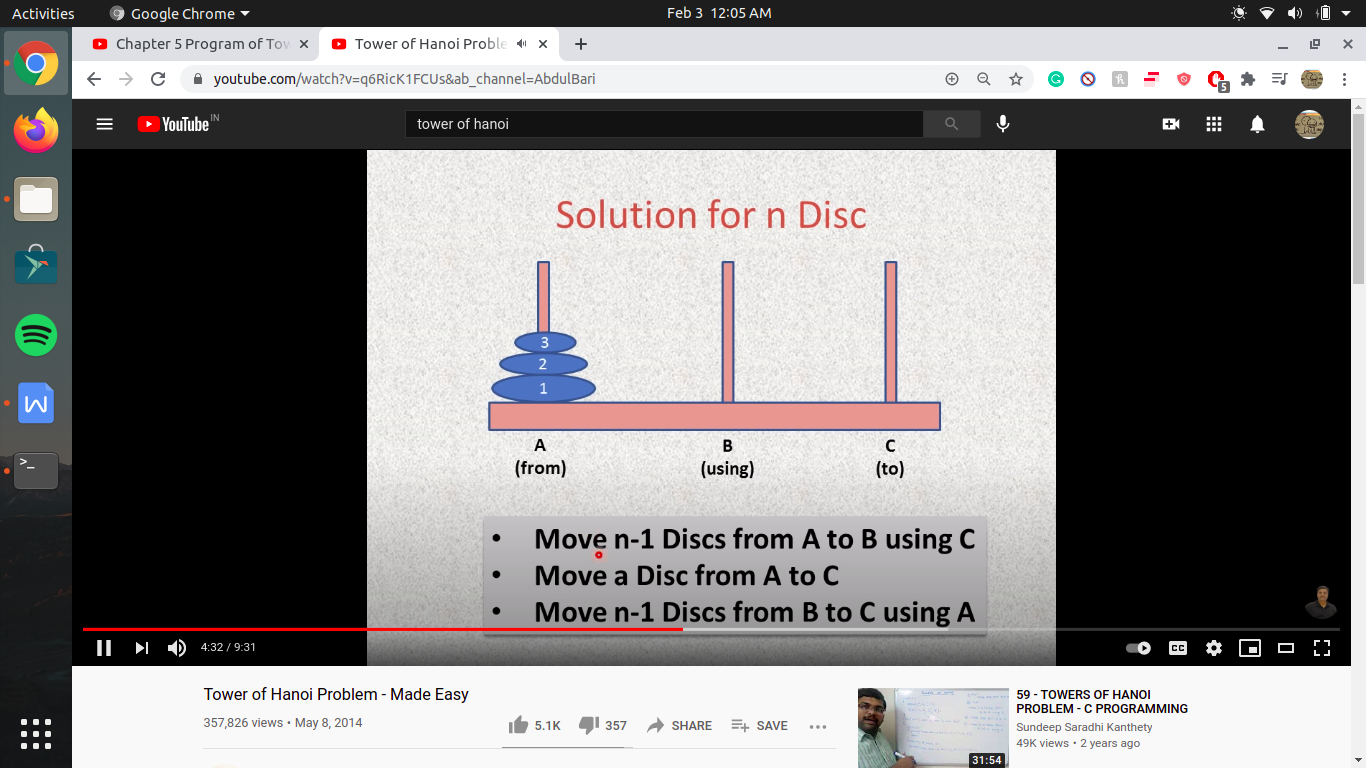 Activities
Google Chrome
Feb 3 12:05 AM
Chapter 5 Program of Tow
Tower of Hanoi Proble
youtube.com/watch?v=q6RicK1FCUs&ab_channel=AbdulBari
5
YouTube IN
tower of hanoi
Solution for n Disc
3
2
1
A B C
(from) (using) (to)
• Move n-1 Discs from A to B using C
• Move a Disc from A to C
• Move n-1 Discs from B to C using A
4:32 / 9:31
CC
Tower of Hanoi Problem - Made Easy
357,826 views • May 8, 2014
5.1K
357
SHARE
SAVE
59 - TOWERS OF HANOI
PROBLEM - C PROGRAMMING
Sundeep Saradhi Kanthety
49K views • 2 years ago
31:54